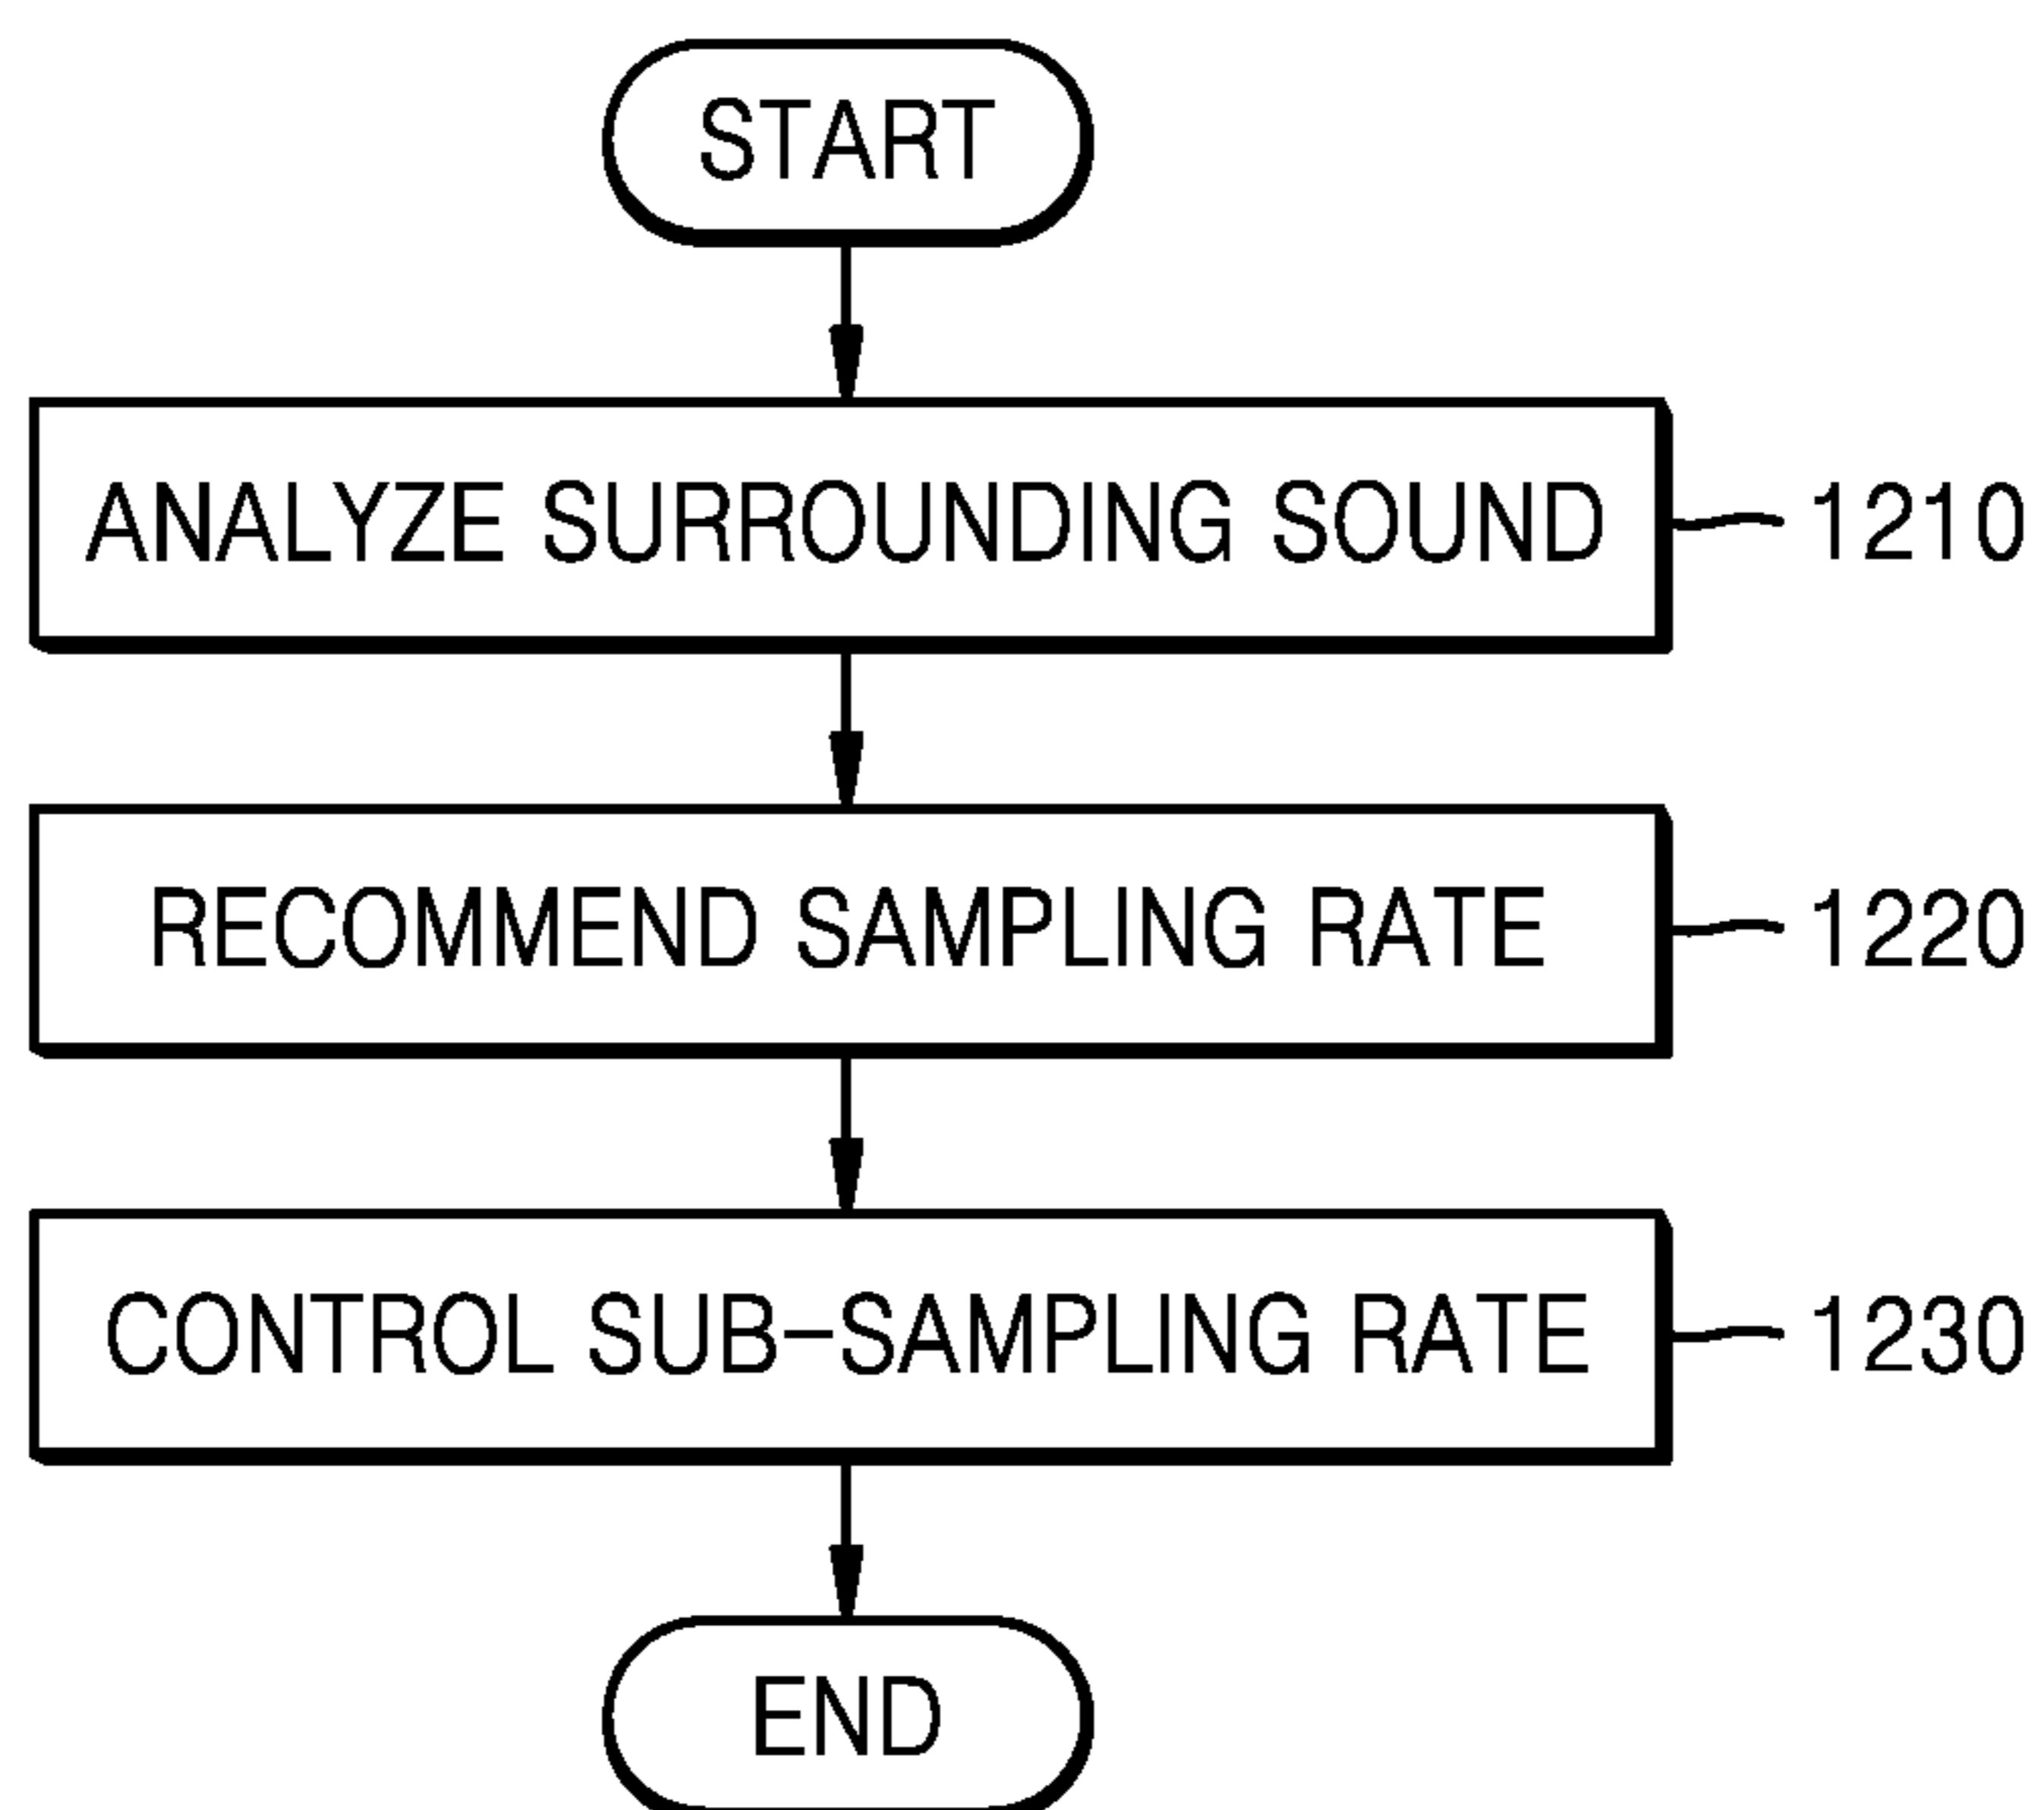 START
ANALYZE SURROUNDING SOUND 1210
RECOMMEND SAMPLING RATE 1220
CONTROL SUB-SAMPLING RATE 1230
END